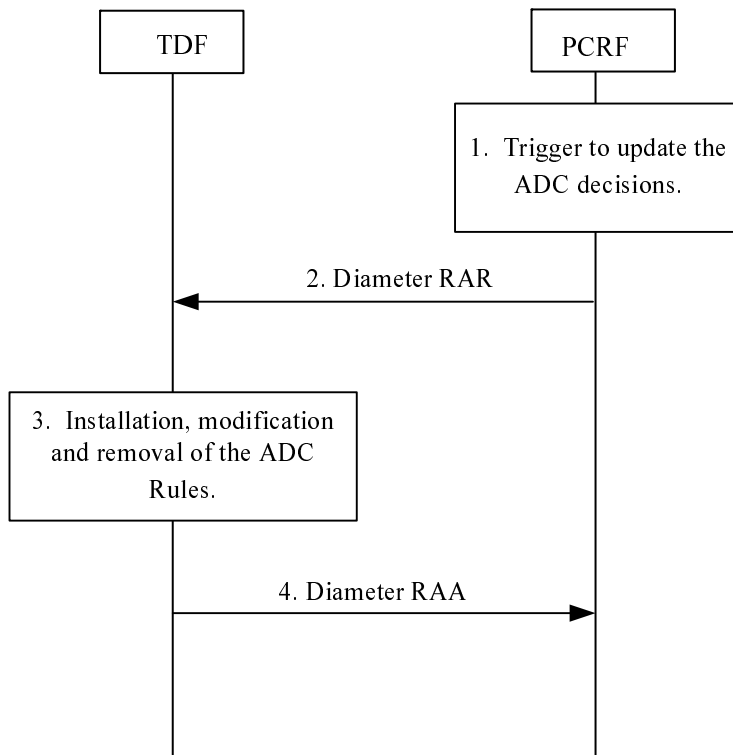 TDF
PCRF
1. Trigger to update the
ADC decisions.
2. Diameter RAR
3. Installation, modification
and removal of the ADC
Rules.
4. Diameter RAA